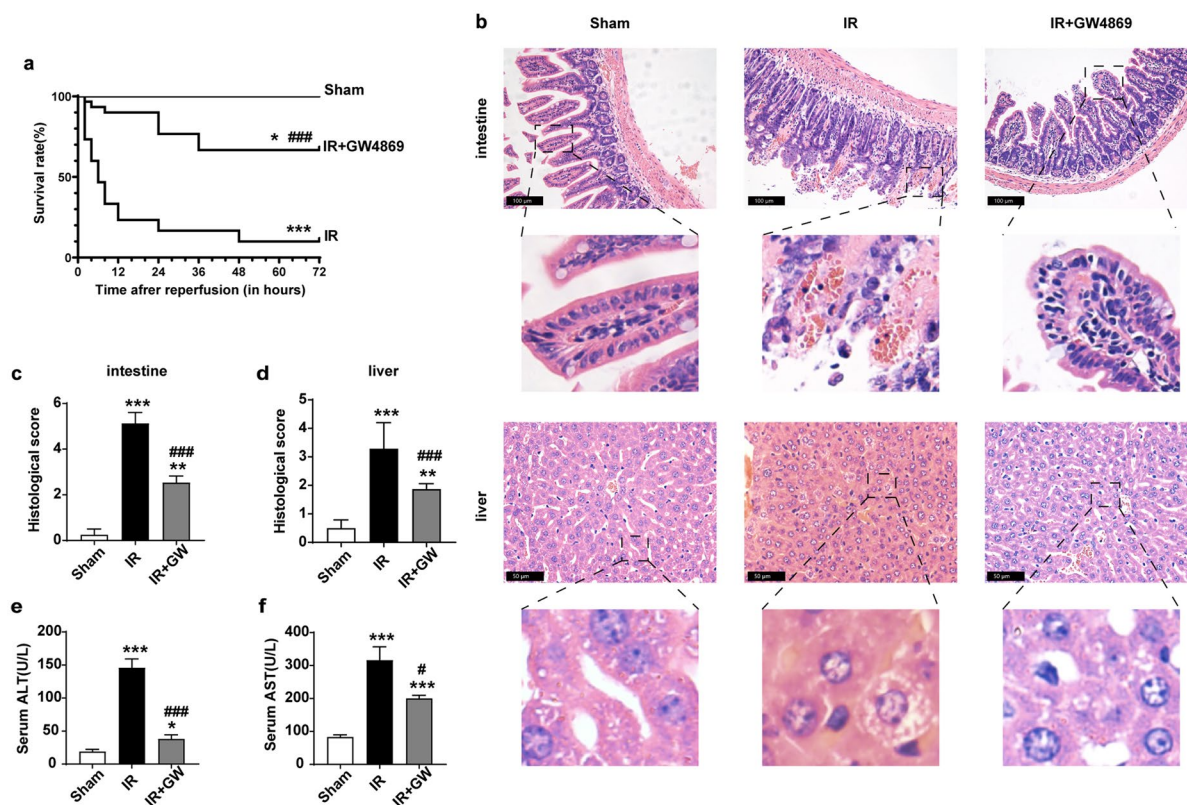 a
Sham
Survival rate(%)
100
50
0
* ###
IR+GW4869
***
IR
0 12 24 36 48 60 72
Time afrer reperfusion (in hours)
b
Sham IR IR+GW4869
intestine
100 µm
100 µm
100 µm
liver
50 µm
50 µm
50 µm
c
intestine
Histological score
6
4
2
0
***
###
**
Sham IR IR+GW
d
liver
Histological score
5
4
3
2
1
0
***
###
**
Sham IR IR+GW
e
Serum ALT(U/L)
200
150
100
50
0
***
###
*
Sham IR IR+GW
f
Serum AST(U/L)
400
300
200
100
0
***
#
***
Sham IR IR+GW